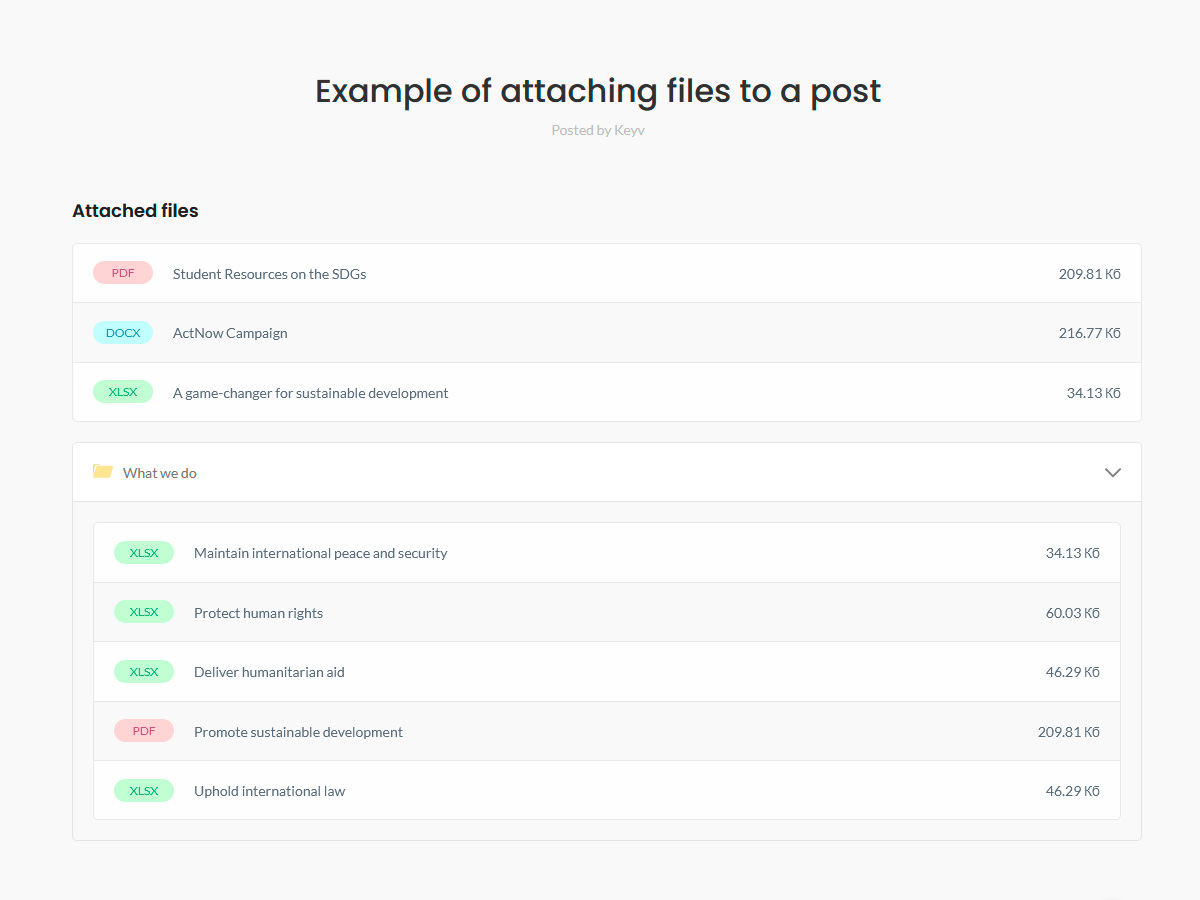 Example of attaching files to a post
Posted by Keyv
Attached files
PDF Student Resources on the SDGs 209.81 Кб
DOCX ActNow Campaign 216.77 Кб
XLSX A game-changer for sustainable development 34.13 Кб
What we do
XLSX Maintain international peace and security 34.13 Кб
XLSX Protect human rights 60.03 Кб
XLSX Deliver humanitarian aid 46.29 Кб
PDF Promote sustainable development 209.81 Кб
XLSX Uphold international law 46.29 Кб